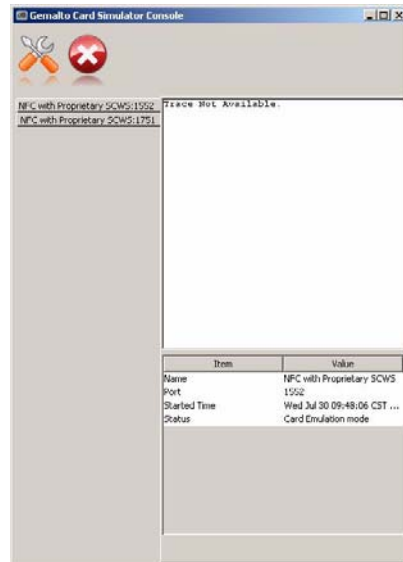 Gemalto Card Simulator Console
NFC with Proprietary SCWS:1552
NFC with Proprietary SCWS:1751
Trace Not Available.
Item Value
Name NFC with Proprietary SCWS
Port 1552
Started Time Wed Jul 30 09:48:06 CST ...
Status Card Emulation mode